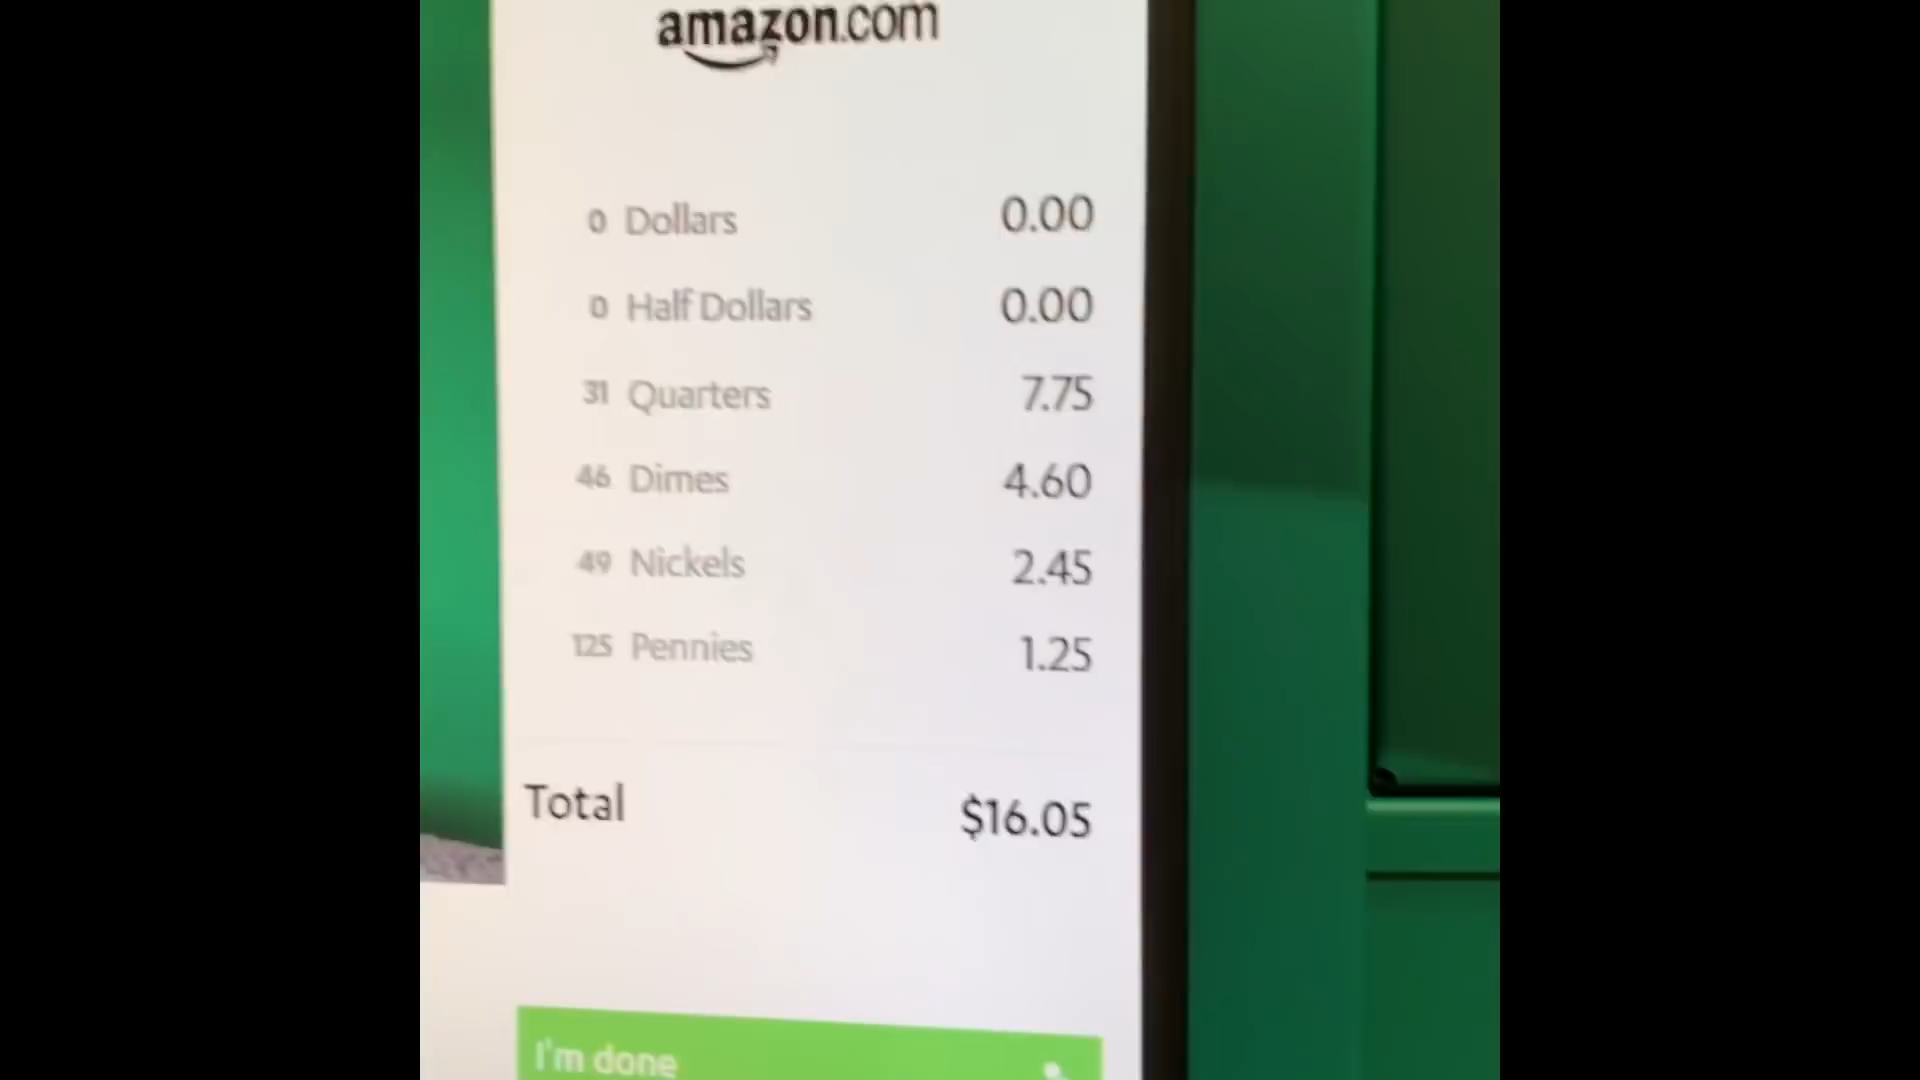 amazon.com
0 Dollars 0.00
0 Half Dollars 0.00
31 Quarters 7.75
46 Dimes 4.60
49 Nickels 2.45
125 Pennies 1.25
Total $16.05
I'm done